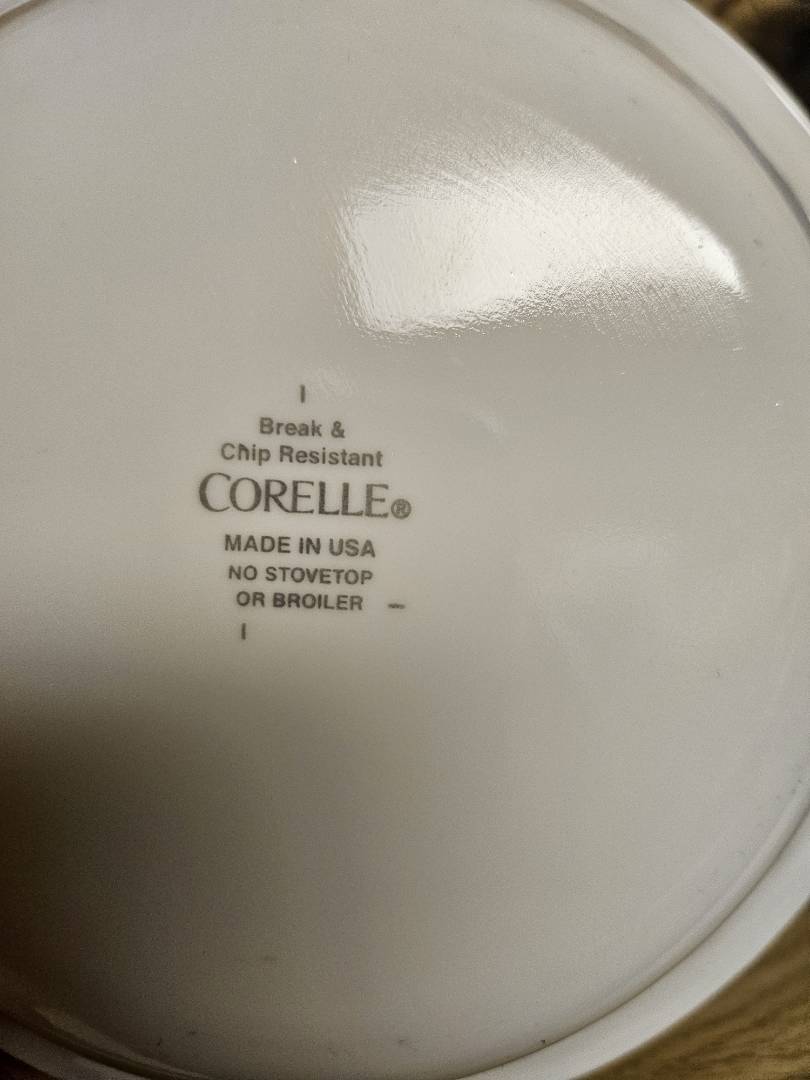 Break &
Chip Resistant
CORELLE®
MADE IN USA
NO STOVETOP
OR BROILER